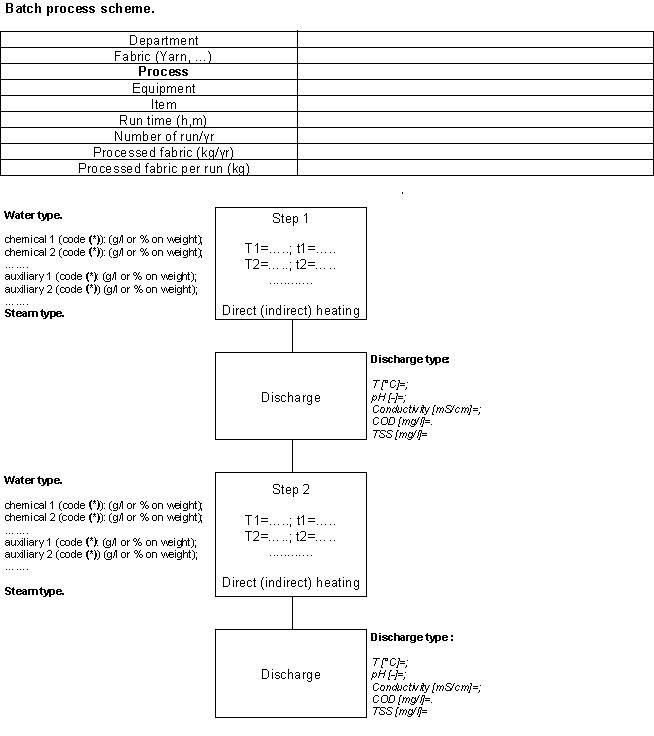 Batch process scheme.
Department
Fabric (Yarn, ...)
Process
Equipment
Item
Run time (h,m)
Number of run/yr
Processed fabric (kg/yr)
Processed fabric per run (kg)
Water type.
chemical 1 (code (*)): (g/l or % on weight);
chemical 2 (code (*)): (g/l or % on weight);
.......
auxiliary 1 (code (*): (g/l or % on weight);
auxiliary 2 (code (*)) (g/l or % on weight);
.......
Steam type.
Step 1
T1=.....; t1=.....
T2=.....; t2=.....
............
Direct (indirect) heating
Discharge
Discharge type:
T [°C]=;
pH [-]=;
Conductivity [mS/cm]=;
COD [mg/l]=.
TSS [mg/l]=
Water type.
chemical 1 (code (*)): (g/l or % on weight);
chemical 2 (code (*)): (g/l or % on weight);
.......
auxiliary 1 (code (*): (g/l or % on weight);
auxiliary 2 (code (*)) (g/l or % on weight);
.......
Steam type.
Step 2
T1=.....; t1=.....
T2=.....; t2=.....
............
Direct (indirect) heating
Discharge
Discharge type :
T [°C]=;
pH [-]=;
Conductivity [mS/cm]=;
COD [mg/l]=.
TSS [mg/l]=